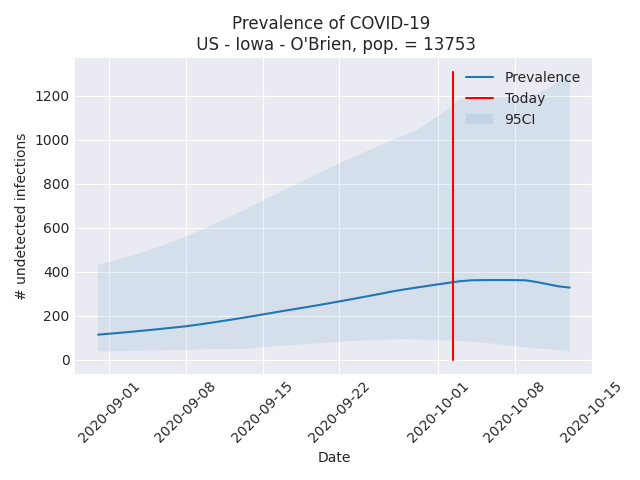 Prevalence of COVID-19
US - Iowa - O'Brien, pop. = 13753
Prevalence
Today
95CI
# undetected infections
1200
1000
800
600
400
200
0
2020-09-01
2020-09-08
2020-09-15
2020-09-22
2020-10-01
2020-10-08
2020-10-15
Date